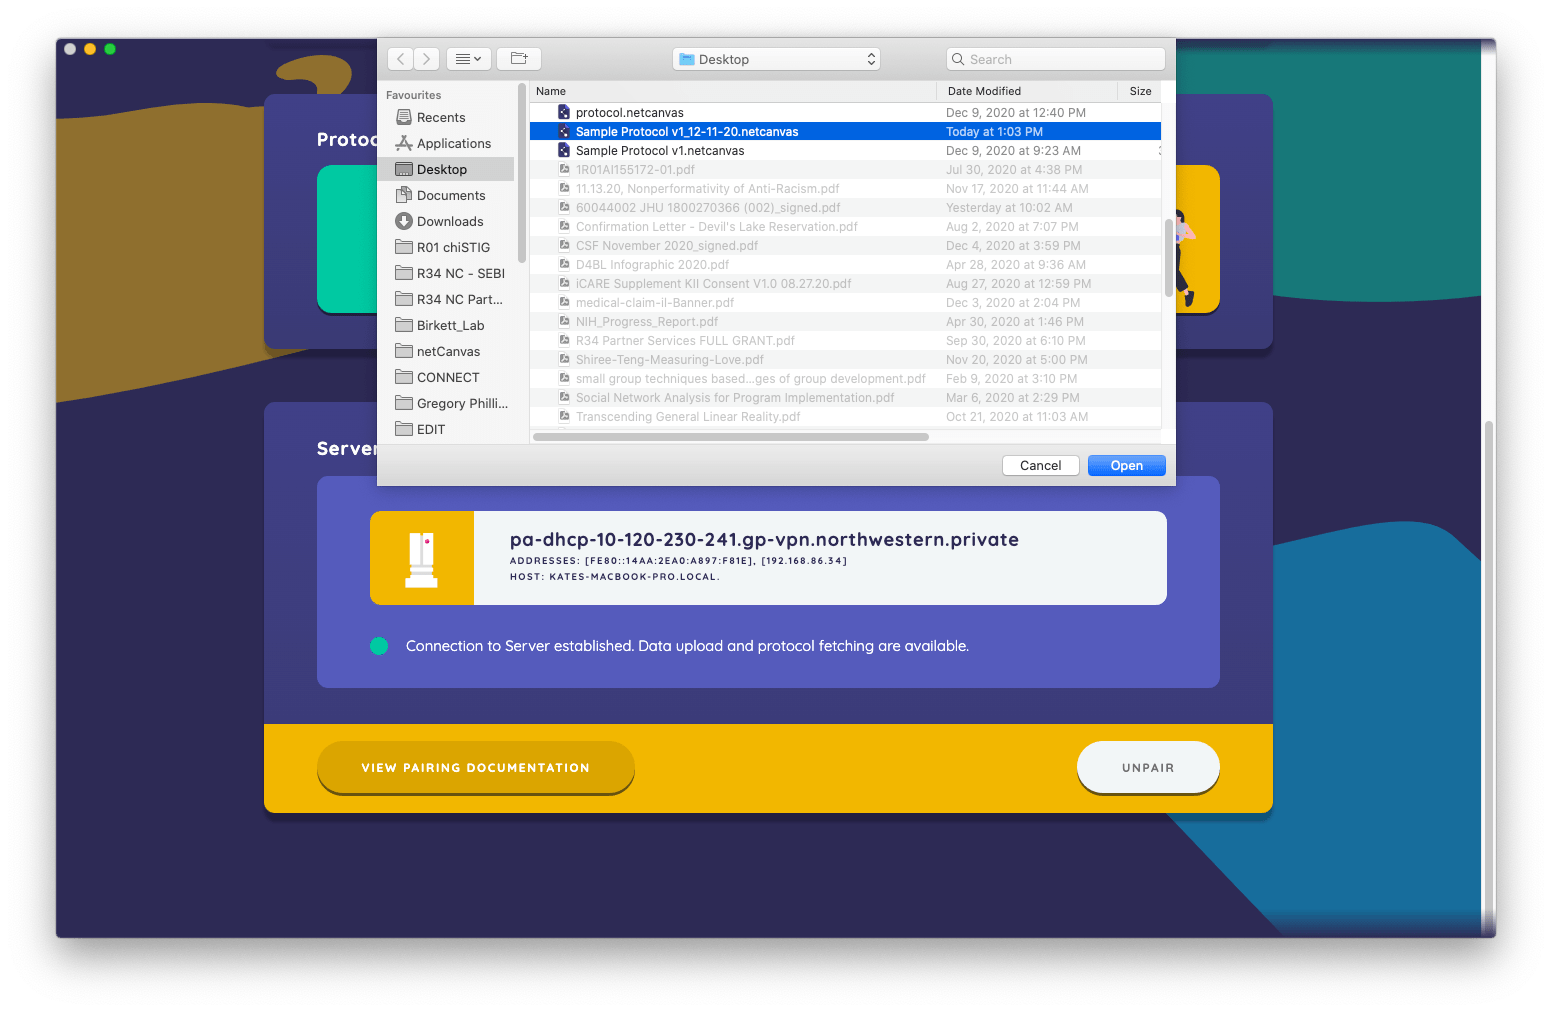 Desktop
Search
Favourites
Recents
Applications
Desktop
Documents
Downloads
R01 chiSTIG
R34 NC - SEBI
R34 NC Part...
Birkett_Lab
netCanvas
CONNECT
Gregory Philli...
EDIT
Name Date Modified Size
protocol.netcanvas Dec 9, 2020 at 12:40 PM
Sample Protocol v1_12-11-20.netcanvas Today at 1:03 PM
Sample Protocol v1.netcanvas Dec 9, 2020 at 9:23 AM
1R01AI155172-01.pdf Jul 30, 2020 at 4:38 PM
11.13.20, Nonperformativity of Anti-Racism.pdf Nov 17, 2020 at 11:44 AM
60044002 JHU 1800270366 (002)_signed.pdf Yesterday at 10:02 AM
Confirmation Letter - Devil's Lake Reservation.pdf Aug 2, 2020 at 7:07 PM
CSF November 2020_signed.pdf Dec 4, 2020 at 3:59 PM
D4BL Infographic 2020.pdf Apr 28, 2020 at 9:36 AM
iCARE Supplement KII Consent V1.0 08.27.20.pdf Aug 27, 2020 at 12:59 PM
medical-claim-il-Banner.pdf Dec 3, 2020 at 2:04 PM
NIH_Progress_Report.pdf Apr 30, 2020 at 1:46 PM
R34 Partner Services FULL GRANT.pdf Sep 30, 2020 at 6:10 PM
Shiree-Teng-Measuring-Love.pdf Nov 20, 2020 at 5:00 PM
small group techniques based...ges of group development.pdf Feb 9, 2020 at 3:10 PM
Social Network Analysis for Program Implementation.pdf Mar 6, 2020 at 2:29 PM
Transcending General Linear Reality.pdf Oct 21, 2020 at 11:03 AM
Cancel Open
Protoc
Server
pa-dhcp-10-120-230-241.gp-vpn.northwestern.private
ADDRESSES: [FE80::14AA:2EA0:A897:F81E], [192.168.86.34]
HOST: KATES-MACBOOK-PRO.LOCAL.
Connection to Server established. Data upload and protocol fetching are available.
VIEW PAIRING DOCUMENTATION
UNPAIR